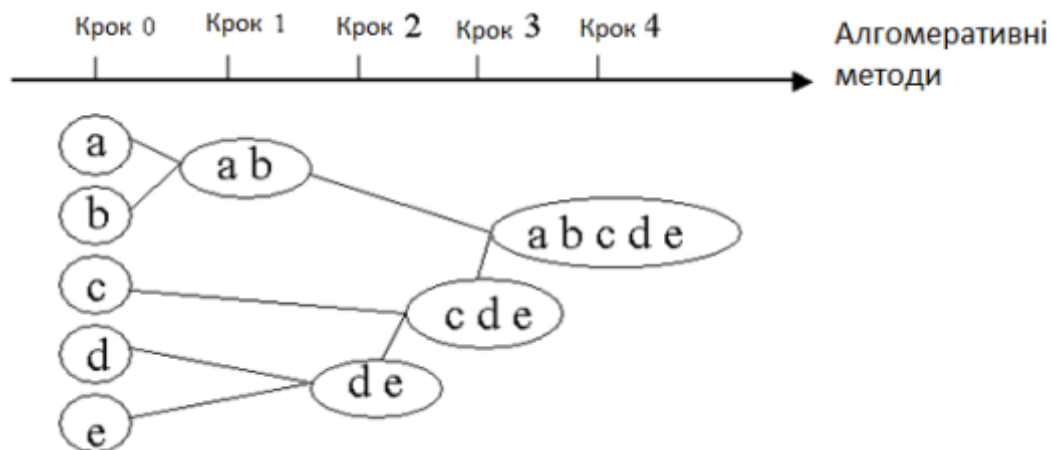 Крок 0 Крок 1 Крок 2 Крок 3 Крок 4
Алгомеративні
методи
a
a b
b
a b c d e
c
c d e
d
d e
e